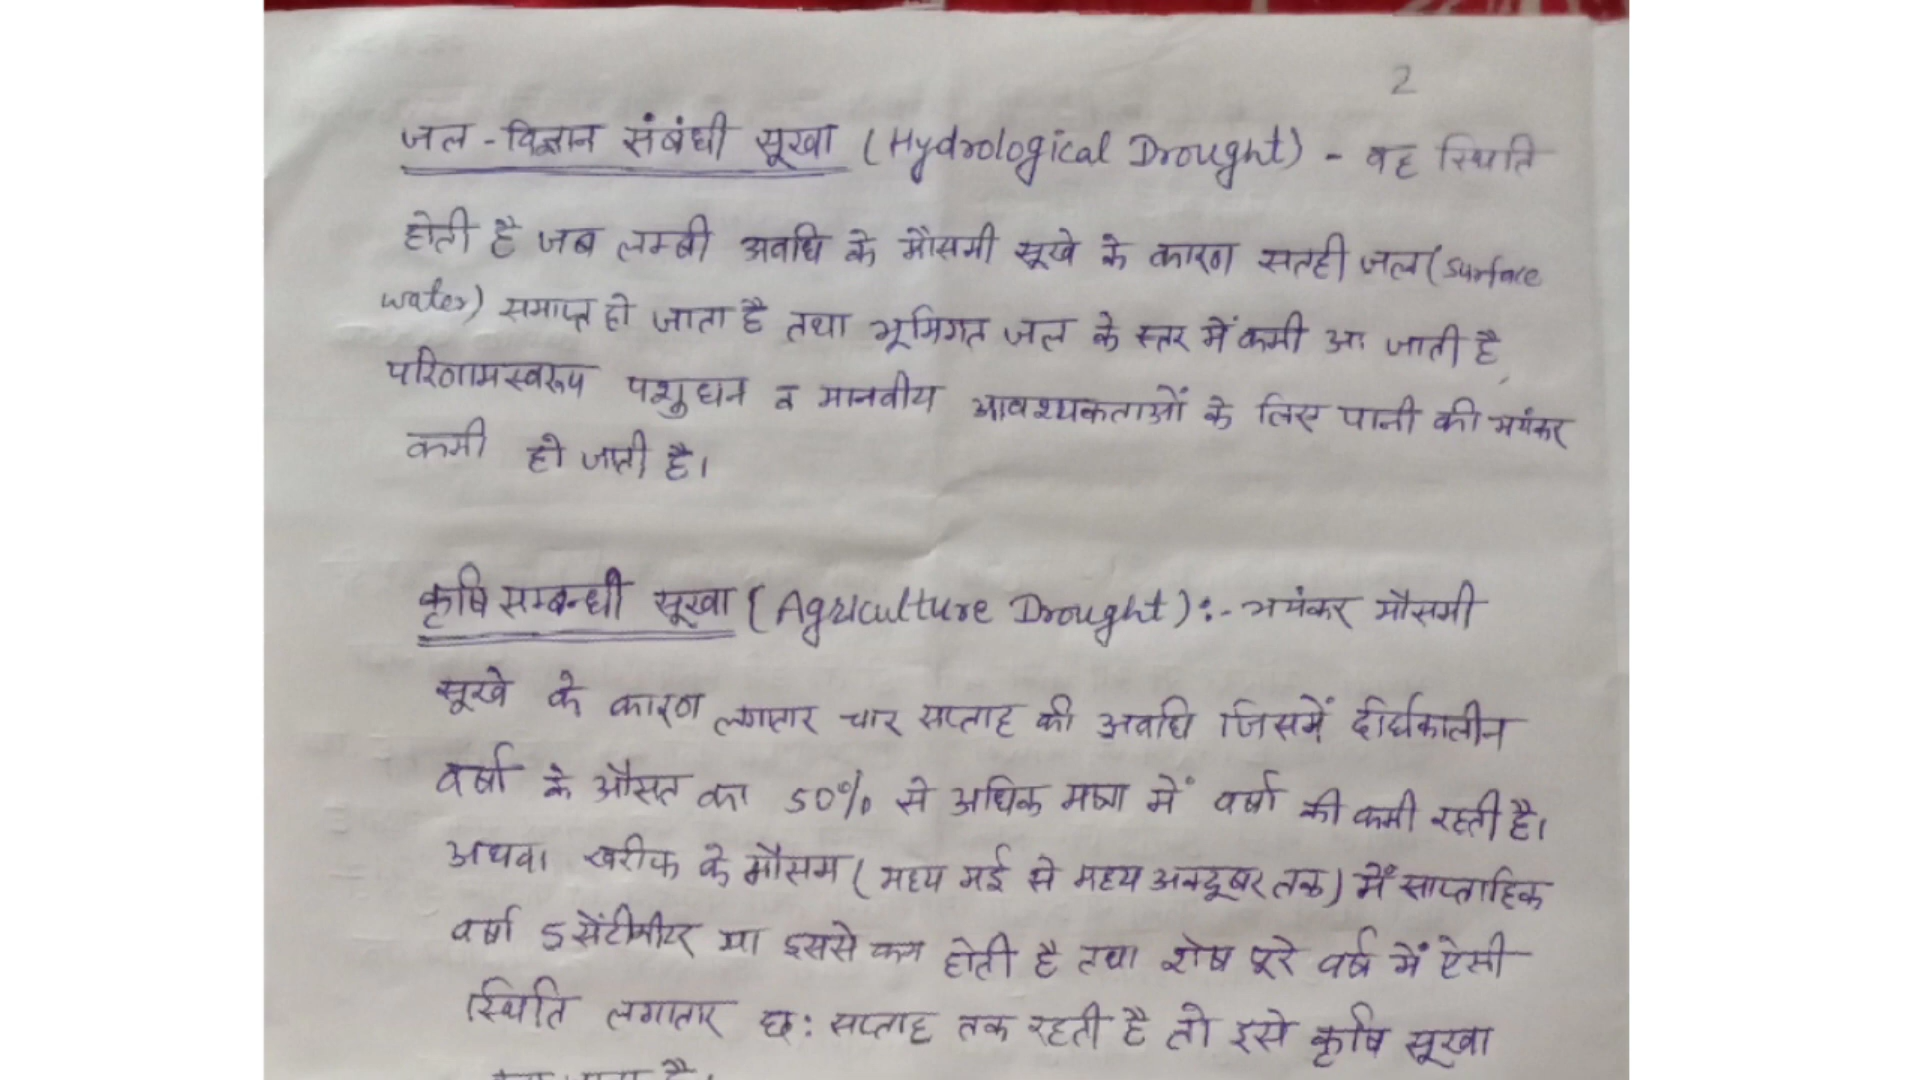 2
जल - विज्ञान संबंधी सूखा (Hydrological Drought) - वह स्थिति
होती है जब लम्बी अवधि के मौसमी सूखे के कारण सतही जल (surface
water) समाप्त हो जाता है तथा भूमिगत जल के स्तर में कमी आ जाती है,
परिणामस्वरूप पशुधन व मानवीय आवश्यकताओं के लिए पानी की भयंकर
कमी हो जाती है।
कृषि सम्बन्धी सूखा (Agriculture Drought) :- भयंकर मौसमी
सूखे के कारण लगातार चार सप्ताह की अवधि जिसमें दीर्घकालीन
वर्षा के औसत का 50% से अधिक मात्रा में वर्षा की कमी रहती है।
अथवा खरीफ के मौसम (मध्य मई से मध्य अक्टूबर तक) में साप्ताहिक
वर्षा 5 सेंटीमीटर या इससे कम होती है तथा शेष पूरे वर्ष में ऐसी
स्थिति लगातार छः सप्ताह तक रहती है तो इसे कृषि सूखा
है।